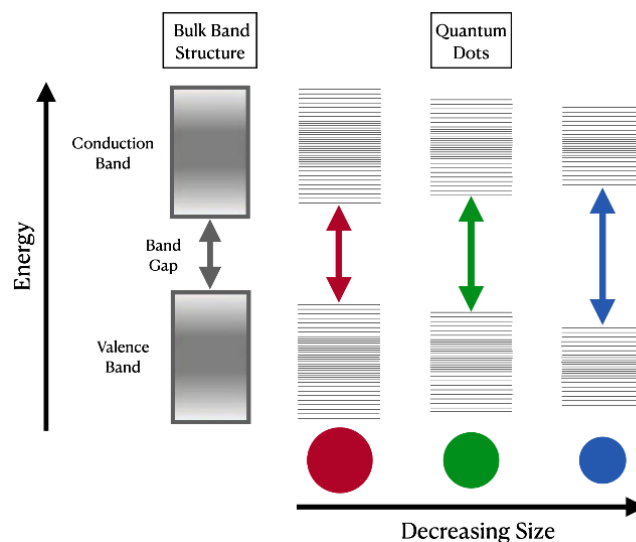 Bulk Band
Structure
Quantum
Dots
Conduction
Band
Band
Gap
Energy
Valence
Band
Decreasing Size